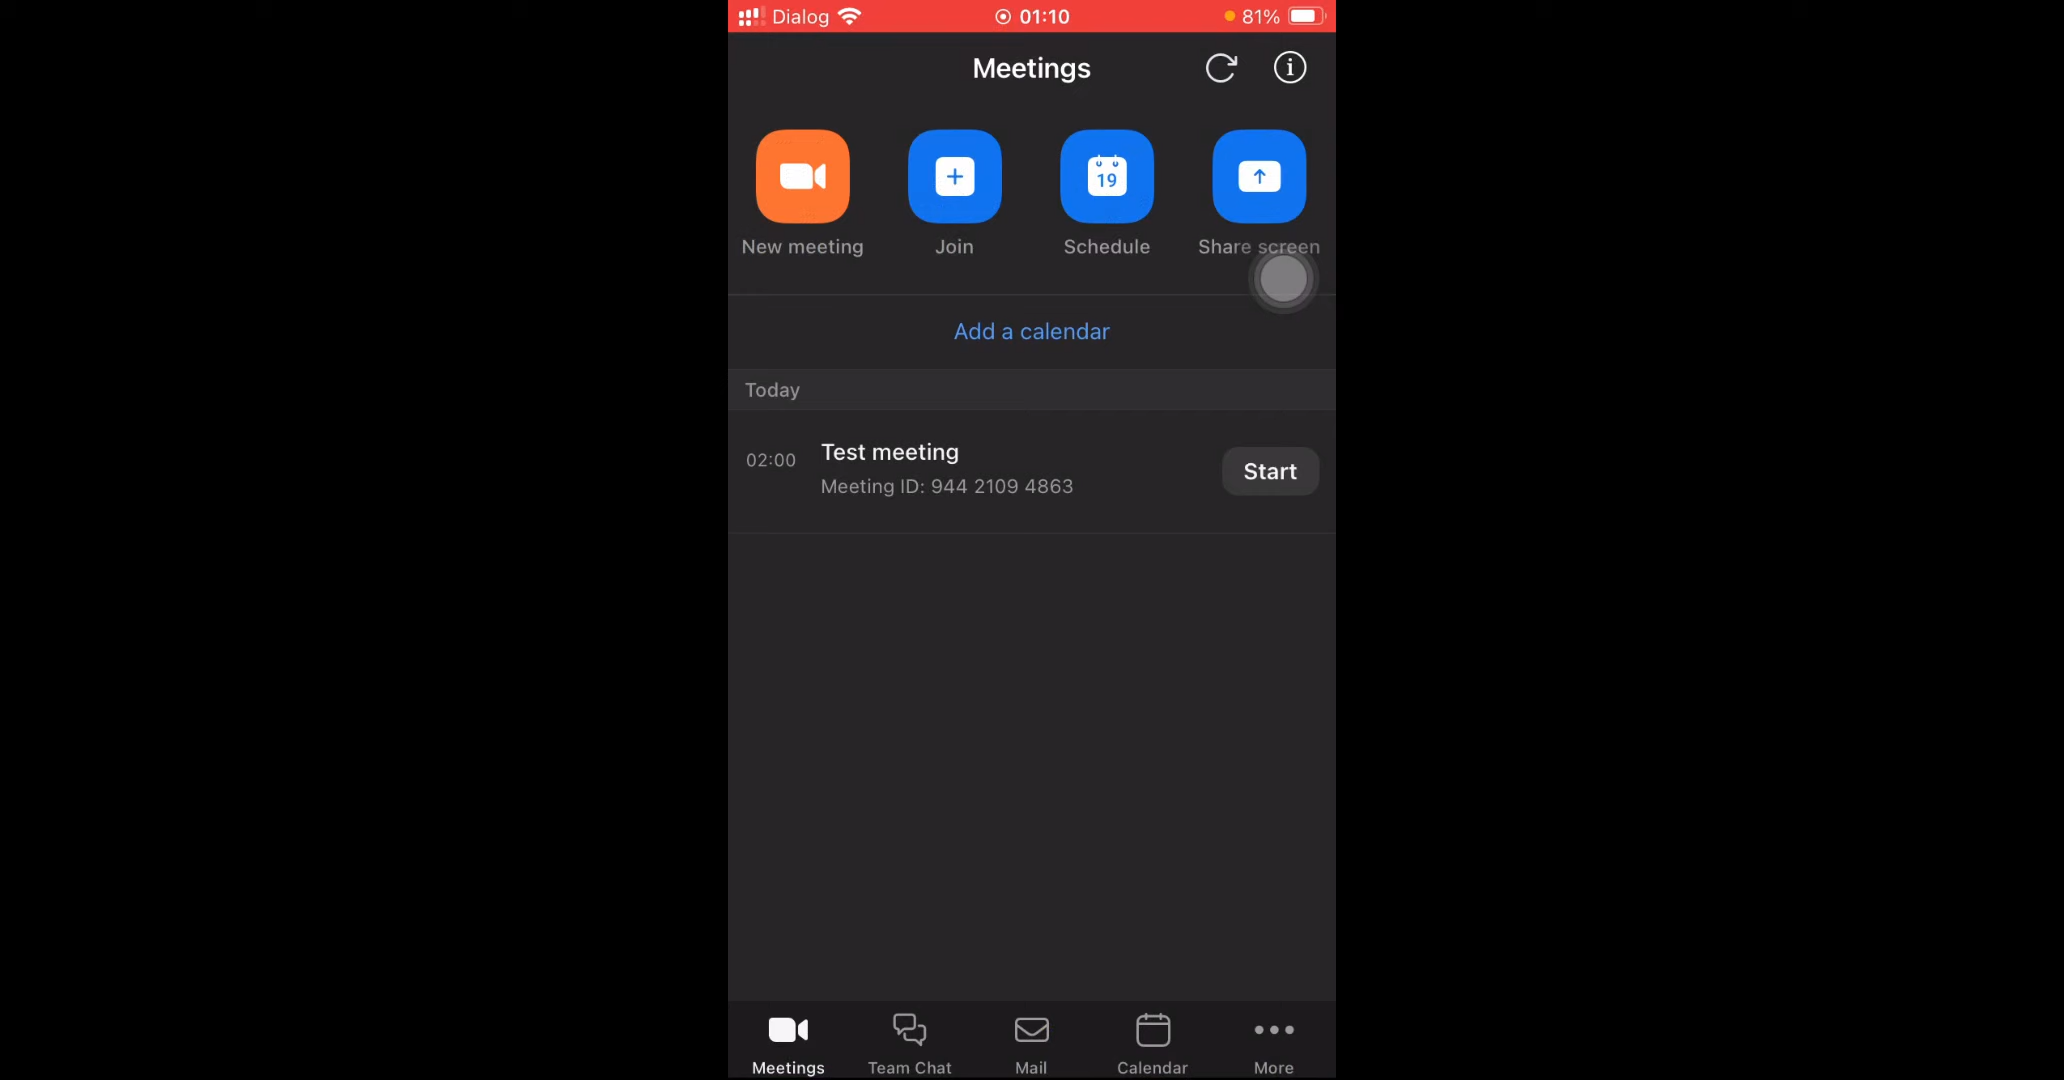 Dialog 01:10 81%
Meetings
19
New meeting Join Schedule Share screen
Add a calendar
Today
02:00 Test meeting Start
Meeting ID: 944 2109 4863
Meetings Team Chat Mail Calendar More